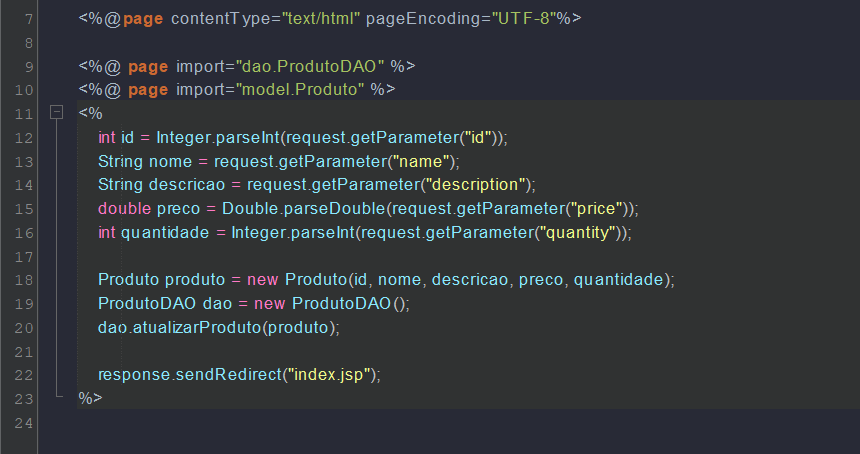 7 <%@page contentType="text/html" pageEncoding="UTF-8"%>
8
9 <%@ page import="dao.ProdutoDAO" %>
10 <%@ page import="model.Produto" %>
11 <%
12 int id = Integer.parseInt(request.getParameter("id"));
13 String nome = request.getParameter("name");
14 String descricao = request.getParameter("description");
15 double preco = Double.parseDouble(request.getParameter("price"));
16 int quantidade = Integer.parseInt(request.getParameter("quantity"));
17
18 Produto produto = new Produto(id, nome, descricao, preco, quantidade);
19 ProdutoDAO dao = new ProdutoDAO();
20 dao.atualizarProduto(produto);
21
22 response.sendRedirect("index.jsp");
23 %>
24